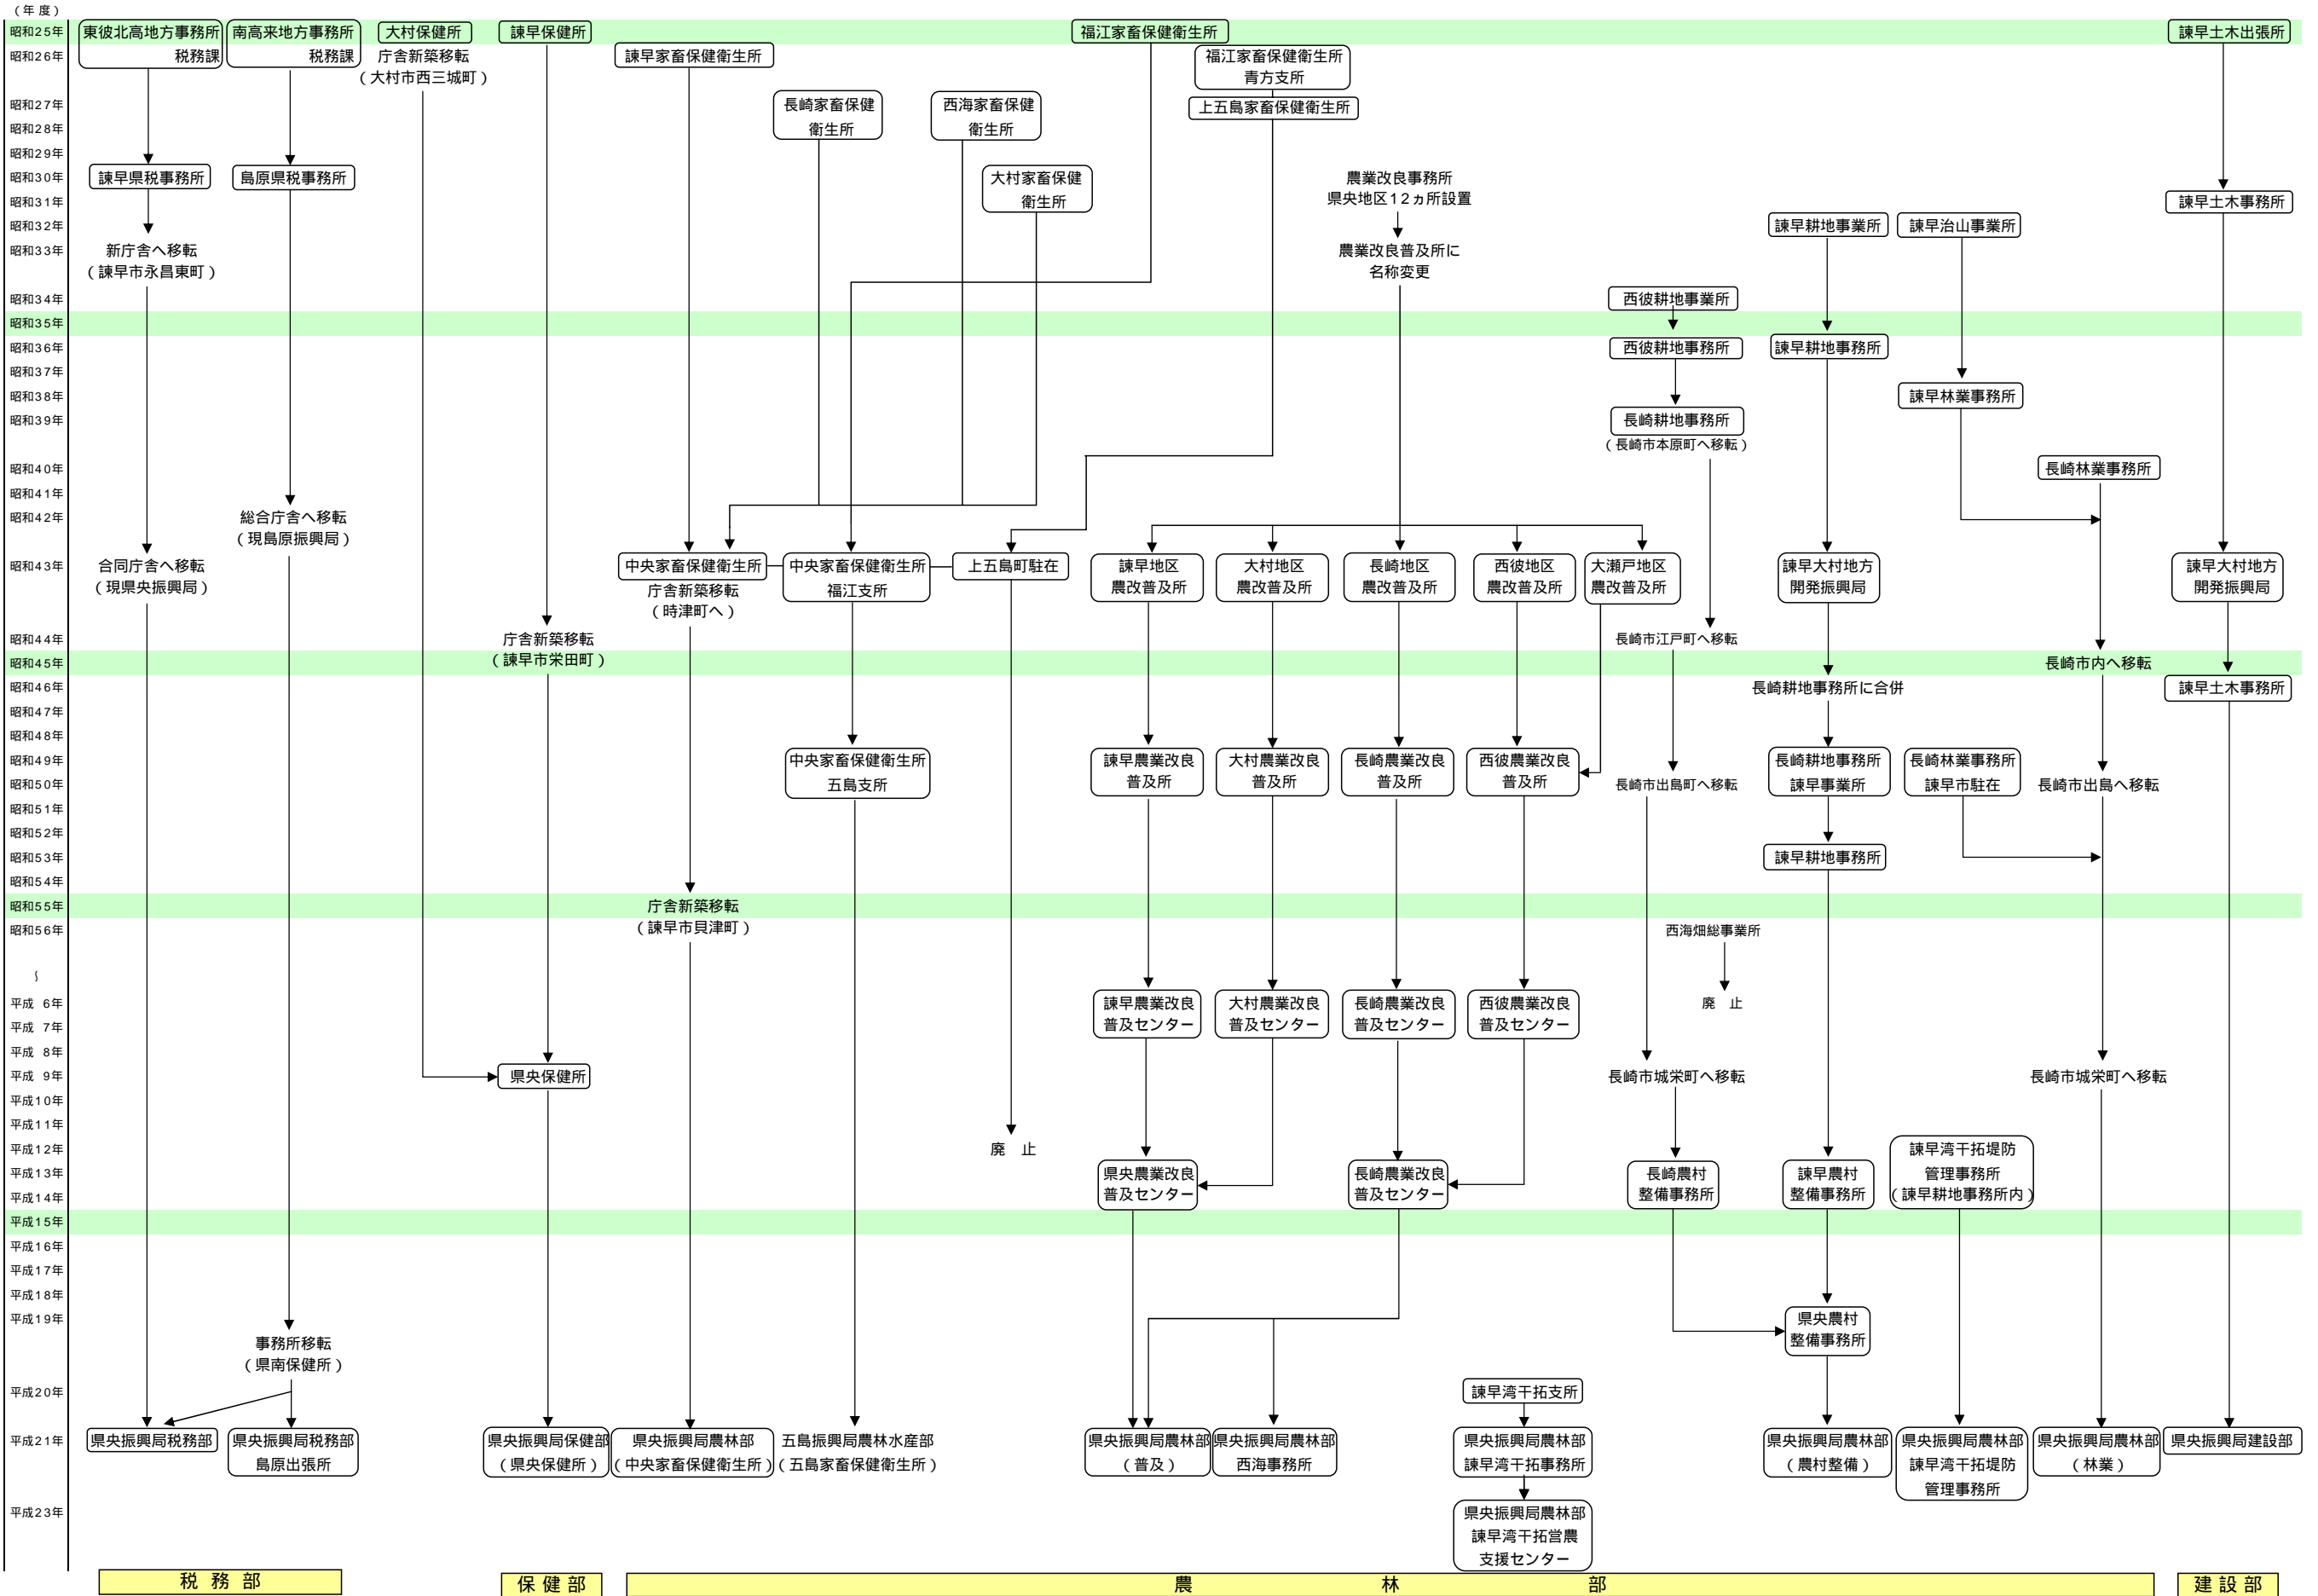 （年度）
昭和25年
東彼北高地方事務所
税務課
南高来地方事務所
税務課
大村保健所
諫早保健所
福江家畜保健衛生所
諫早土木出張所
昭和26年
庁舎新築移転
（大村市西三城町）
諫早家畜保健衛生所
福江家畜保健衛生所
青方支所
昭和27年
長崎家畜保健
衛生所
西海家畜保健
衛生所
上五島家畜保健衛生所
昭和28年
昭和29年
昭和30年
諫早県税事務所
島原県税事務所
大村家畜保健
衛生所
農業改良事務所
県央地区12ヵ所設置
昭和31年
諫早土木事務所
昭和32年
諫早耕地事業所
諫早治山事業所
昭和33年
新庁舎へ移転
（諫早市永昌東町）
農業改良普及所に
名称変更
昭和34年
西彼耕地事業所
昭和35年
昭和36年
西彼耕地事務所
諫早耕地事務所
昭和37年
昭和38年
諫早林業事務所
昭和39年
長崎耕地事務所
（長崎市本原町へ移転）
昭和40年
長崎林業事務所
昭和41年
昭和42年
総合庁舎へ移転
（現島原振興局）
昭和43年
合同庁舎へ移転
（現県央振興局）
中央家畜保健衛生所
庁舎新築移転
（時津町へ）
中央家畜保健衛生所
福江支所
上五島町駐在
諫早地区
農改普及所
大村地区
農改普及所
長崎地区
農改普及所
西彼地区
農改普及所
大瀬戸地区
農改普及所
諫早大村地方
開発振興局
諫早大村地方
開発振興局
昭和44年
庁舎新築移転
（諫早市栄田町）
長崎市江戸町へ移転
昭和45年
長崎市内へ移転
昭和46年
長崎耕地事務所に合併
諫早土木事務所
昭和47年
昭和48年
昭和49年
中央家畜保健衛生所
五島支所
諫早農業改良
普及所
大村農業改良
普及所
長崎農業改良
普及所
西彼農業改良
普及所
長崎耕地事務所
諫早事業所
長崎林業事務所
諫早市駐在
昭和50年
長崎市出島町へ移転
長崎市出島へ移転
昭和51年
昭和52年
昭和53年
諫早耕地事務所
昭和54年
昭和55年
庁舎新築移転
（諫早市貝津町）
昭和56年
西海畑総事業所
～
平成 6年
諫早農業改良
普及センター
大村農業改良
普及センター
長崎農業改良
普及センター
西彼農業改良
普及センター
廃 止
平成 7年
平成 8年
平成 9年
県央保健所
長崎市城栄町へ移転
長崎市城栄町へ移転
平成10年
平成11年
平成12年
廃 止
諫早湾干拓堤防
管理事務所
（諫早耕地事務所内）
平成13年
県央農業改良
普及センター
長崎農業改良
普及センター
長崎農村
整備事務所
諫早農村
整備事務所
平成14年
平成15年
平成16年
平成17年
平成18年
平成19年
事務所移転
（県南保健所）
県央農村
整備事務所
平成20年
諫早湾干拓支所
平成21年
県央振興局税務部
県央振興局税務部
島原出張所
県央振興局保健部
（県央保健所）
県央振興局農林部
（中央家畜保健衛生所）
五島振興局農林水産部
（五島家畜保健衛生所）
県央振興局農林部
（普及）
県央振興局農林部
西海事務所
県央振興局農林部
諫早湾干拓事務所
県央振興局農林部
（農村整備）
県央振興局農林部
諫早湾干拓堤防
管理事務所
県央振興局農林部
（林業）
県央振興局建設部
平成23年
県央振興局農林部
諫早湾干拓営農
支援センター
税務部
保健部
農林部
建設部